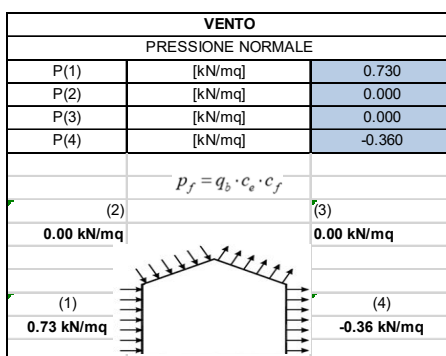 VENTO
PRESSIONE NORMALE
P(1) [kN/mq] 0.730
P(2) [kN/mq] 0.000
P(3) [kN/mq] 0.000
P(4) [kN/mq] -0.360
p_f = q_b · c_e · c_f
(2) (3)
0.00 kN/mq 0.00 kN/mq
(1) (4)
0.73 kN/mq -0.36 kN/mq